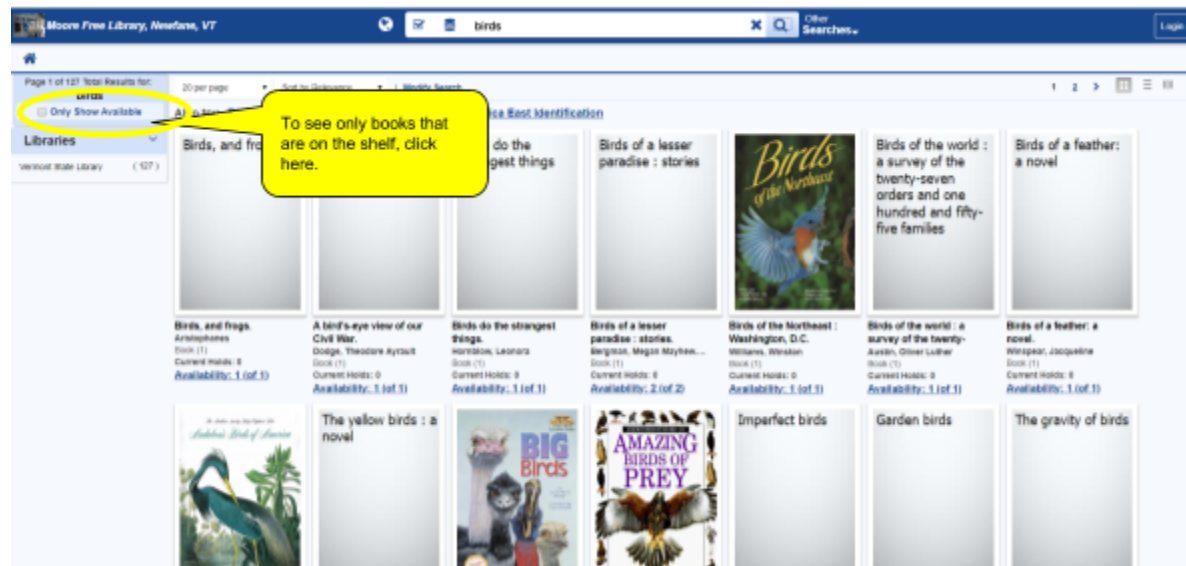 Moore Free Library, Newfane, VT
birds
Other
Searches
Login
Page 1 of 127 Total Results for:
Birds
Only Show Available
Libraries
Vermont State Library (127)
20 per page
Sort by Relevance
Modify Search
1 2 >
ica East Identification
To see only books that
are on the shelf, click
here.
Birds, and fro
do the
gest things
Birds of a lesser
paradise : stories
Birds
of the Northeast
Birds of the world :
a survey of the
twenty-seven
orders and one
hundred and fifty-
five families
Birds of a feather:
a novel
Birds, and frogs.
Aristophanes
Book (1)
Current Holds: 0
Availability: 1 (of 1)
A bird's-eye view of our
Civil War.
Dodge, Theodore Ayrault
Book (1)
Current Holds: 0
Availability: 1 (of 1)
Birds do the strangest
things.
Hornblow, Leonora
Book (1)
Current Holds: 0
Availability: 1 (of 1)
Birds of a lesser
paradise : stories.
Bergman, Megan Mayhew...
Book (1)
Current Holds: 0
Availability: 2 (of 2)
Birds of the Northeast :
Washington, D.C.
Williams, Winston
Book (1)
Current Holds: 0
Availability: 1 (of 1)
Birds of the world : a
survey of the twenty-
Austin, Oliver Luther
Book (1)
Current Holds: 0
Availability: 1 (of 1)
Birds of a feather: a
novel.
Winspear, Jacqueline
Book (1)
Current Holds: 0
Availability: 1 (of 1)
Audubon's Birds of America
The yellow birds : a
novel
BIG
Birds
AMAZING
BIRDS OF
PREY
Imperfect birds
Garden birds
The gravity of birds